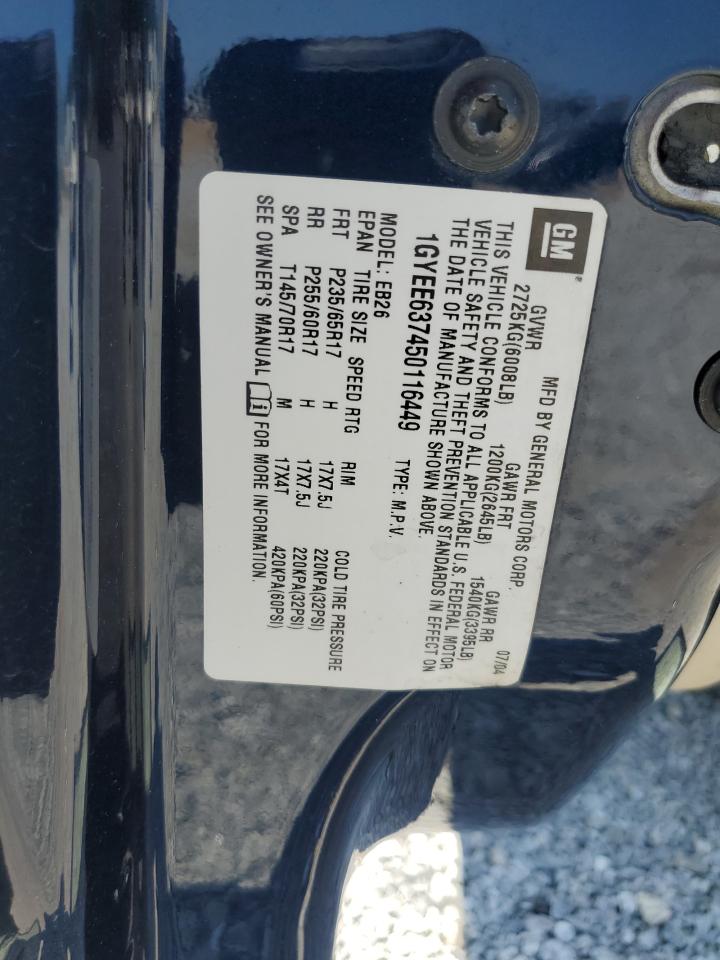 GM
MFD BY GENERAL MOTORS CORP. 07/04
GVWR GAWR FRT GAWR RR
2725KG(6008LB) 1200KG(2645LB) 1540KG(3395LB)
THIS VEHICLE CONFORMS TO ALL APPLICABLE U.S. FEDERAL MOTOR
VEHICLE SAFETY AND THEFT PREVENTION STANDARDS IN EFFECT ON
THE DATE OF MANUFACTURE SHOWN ABOVE.
1GYEE637450116449 TYPE: M.P.V.
MODEL: EB26
EPAN TIRE SIZE SPEED RTG RIM COLD TIRE PRESSURE
FRT P235/65R17 H 17X7.5J 220KPA(32PSI)
RR P255/60R17 H 17X7.5J 220KPA(32PSI)
SPA T145/70R17 M 17X4T 420KPA(60PSI)
SEE OWNER'S MANUAL FOR MORE INFORMATION.